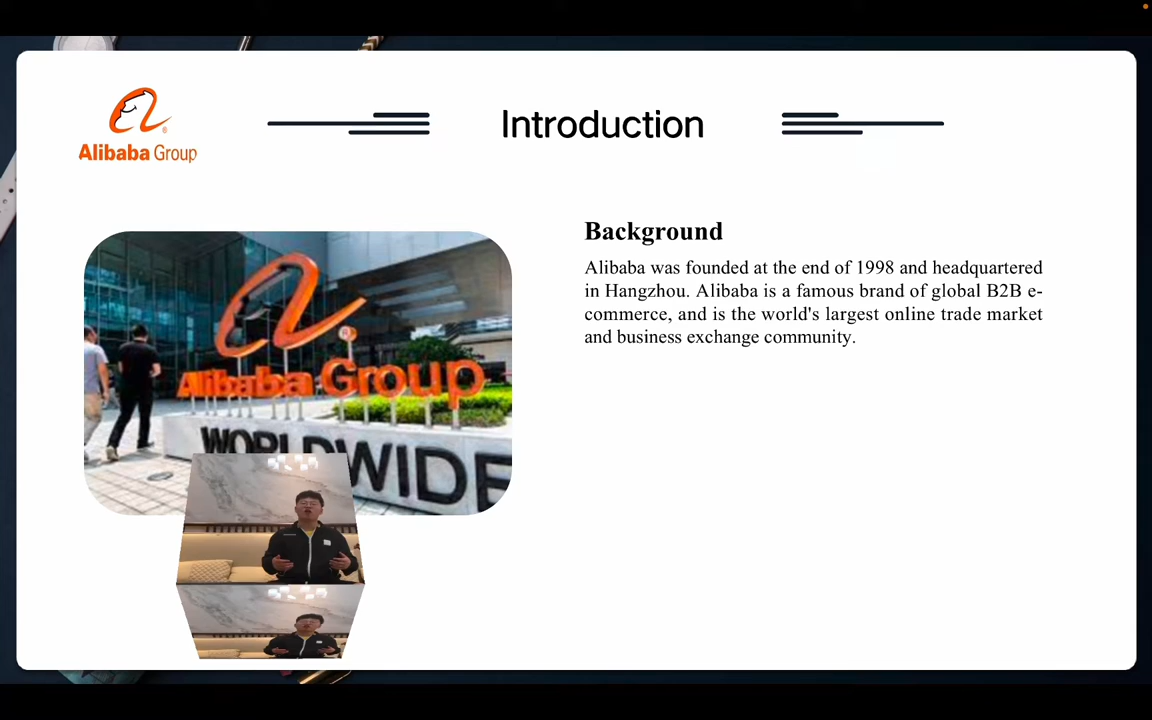 Alibaba Group
Introduction
Background
Alibaba was founded at the end of 1998 and headquartered
in Hangzhou. Alibaba is a famous brand of global B2B e-
commerce, and is the world's largest online trade market
and business exchange community.
Alibaba Group
WORLDWIDE